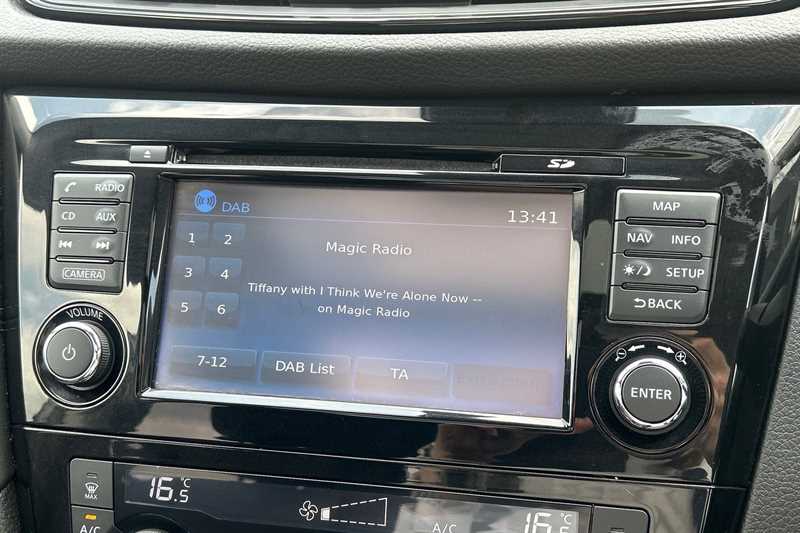 SD
RADIO
CD AUX
CAMERA
VOLUME
DAB
13:41
Magic Radio
1 2
3 4
5 6
Tiffany with I Think We're Alone Now --
on Magic Radio
7-12
DAB List
TA
MAP
NAV INFO
SETUP
BACK
ENTER
MAX
16.5 °C
A/C
16 °C
A/C